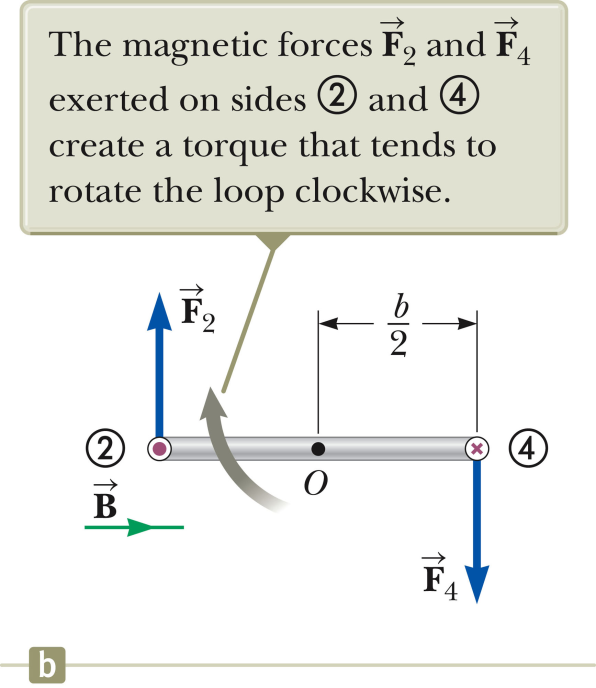 The magnetic forces F⃗₂ and F⃗₄
exerted on sides ② and ④
create a torque that tends to
rotate the loop clockwise.
F⃗₂
b/2
②
④
O
B⃗
F⃗₄
b